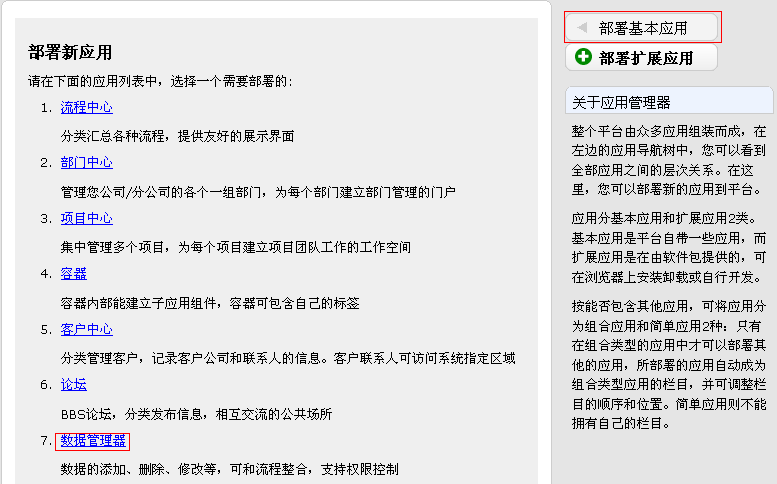 部署新应用
请在下面的应用列表中，选择一个需要部署的：
1. 流程中心
分类汇总各种流程，提供友好的展示界面
2. 部门中心
管理您公司/分公司的各个一组部门，为每个部门建立部门管理的门户
3. 项目中心
集中管理多个项目，为每个项目建立项目团队工作的工作空间
4. 容器
容器内部能建立子应用组件，容器可包含自己的标签
5. 客户中心
分类管理客户，记录客户公司和联系人的信息。客户联系人可访问系统指定区域
6. 论坛
BBS论坛，分类发布信息，相互交流的公共场所
7. 数据管理器
数据的添加、删除、修改等，可和流程整合，支持权限控制
部署基本应用
部署扩展应用
关于应用管理器
整个平台由众多应用组装而成，在
左边的应用导航树中，您可以看到
全部应用之间的层次关系。在这
里，您可以部署新的应用到平台。
应用分基本应用和扩展应用2类。
基本应用是平台自带一些应用，而
扩展应用是在由软件包提供的，可
在浏览器上安装卸载或自行开发。
按能否包含其他应用，可将应用分
为组合应用和简单应用2种：只有
在组合类型的应用中才可以部署其
他的应用，所部署的应用自动成为
组合类型应用的栏目，并可调整栏
目的顺序和位置。简单应用则不能
拥有自己的栏目。